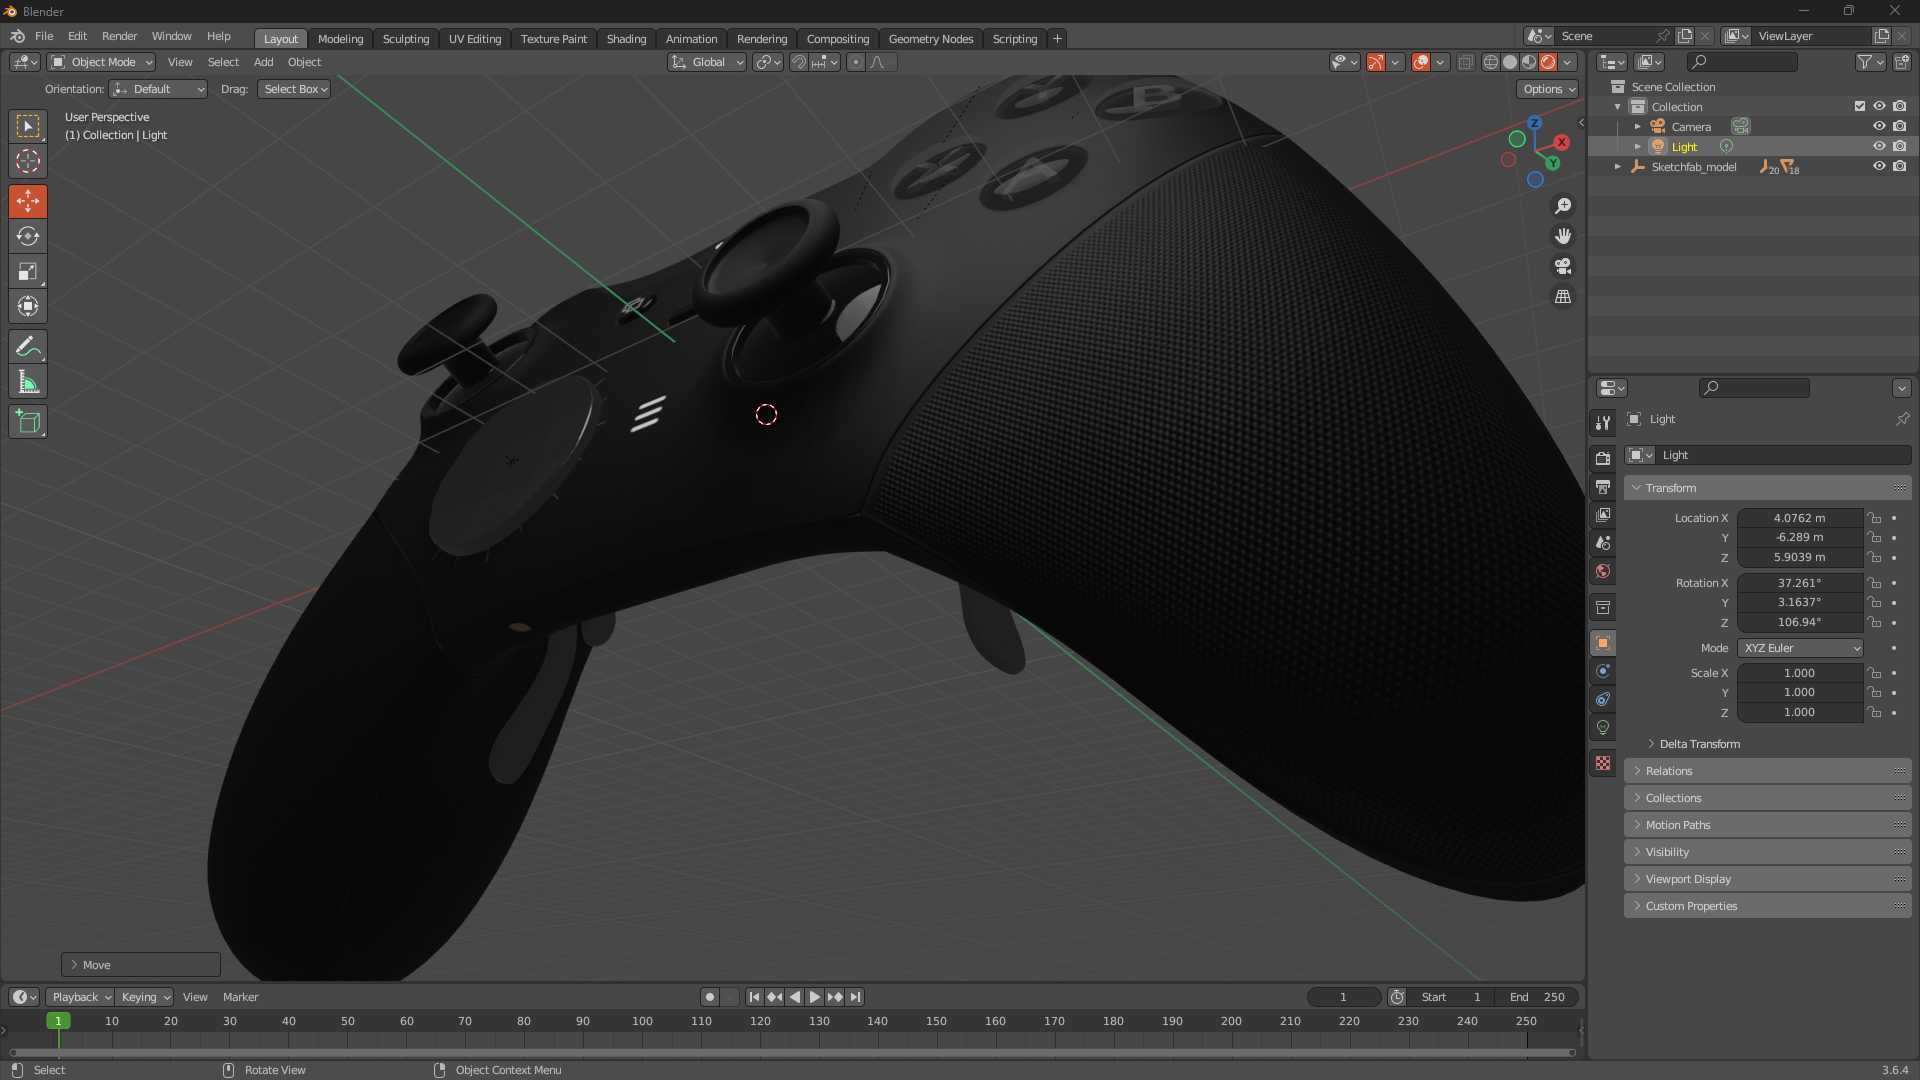 Blender
File Edit Render Window Help Layout Modeling Sculpting UV Editing Texture Paint Shading Animation Rendering Compositing Geometry Nodes Scripting + Scene ViewLayer
Object Mode View Select Add Object Global
Orientation: Default Drag: Select Box Options
User Perspective
(1) Collection | Light
Scene Collection
Collection
Camera
Light
Sketchfab_model 20 18
Z
X
Y
Y
B
X
A
Light
Light
Transform
Location X 4.0762 m
Y -6.289 m
Z 5.9039 m
Rotation X 37.261°
Y 3.1637°
Z 106.94°
Mode XYZ Euler
Scale X 1.000
Y 1.000
Z 1.000
Delta Transform
Relations
Collections
Motion Paths
Visibility
Viewport Display
Custom Properties
Move
Playback Keying View Marker 1 Start 1 End 250
1 10 20 30 40 50 60 70 80 90 100 110 120 130 140 150 160 170 180 190 200 210 220 230 240 250
Select Rotate View Object Context Menu 3.6.4